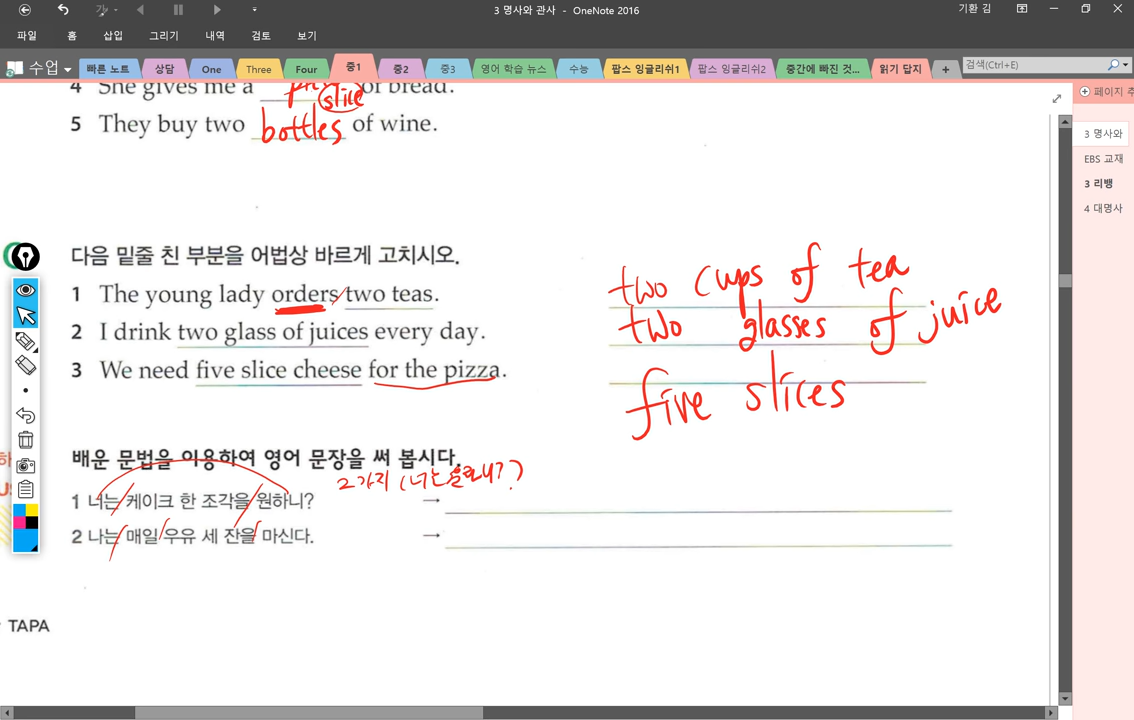 3 명사와 관사 - OneNote 2016
기환 김
파일 홈 삽입 그리기 내역 검토 보기
수업 빠른 노트 상담 One Three Four 중1 중2 중3 영어 학습 뉴스 수능 팝스 잉글리쉬1 팝스 잉글리쉬2 중간에 빠진 것... 읽기 답지 + 검색(Ctrl+E)
페이지 추
3 명사와
EBS 교재
3 리뱅
4 대명사
4 She gives me a slice of bread.
5 They buy two bottles of wine.
다음 밑줄 친 부분을 어법상 바르게 고치시오.
1 The young lady orders two teas. two cups of tea
2 I drink two glass of juices every day. two glasses of juice
3 We need five slice cheese for the pizza. five slices
배운 문법을 이용하여 영어 문장을 써 봅시다.
2가지 (너는
1 너는 케이크 한 조각을 원하니? →
2 나는 매일 우유 세 잔을 마신다. →
TAPA